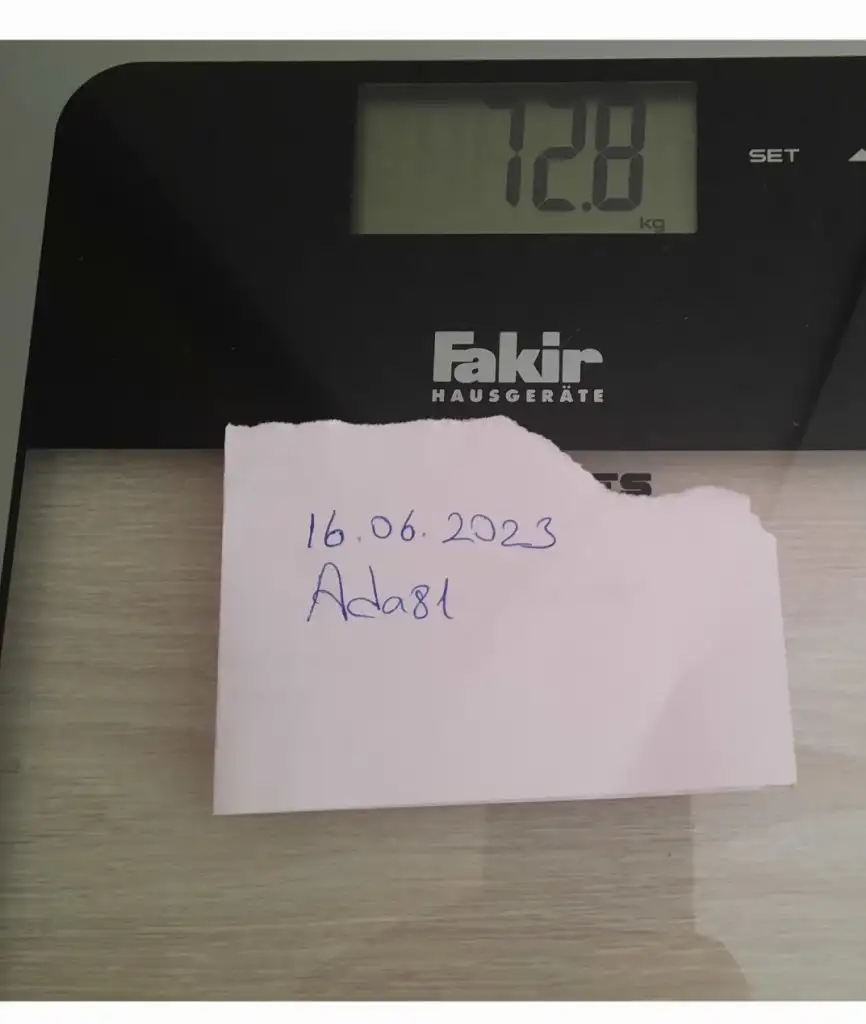 72.8
kg
SET
Fakir
HAUSGERÄTE
16.06.2023
Ada81